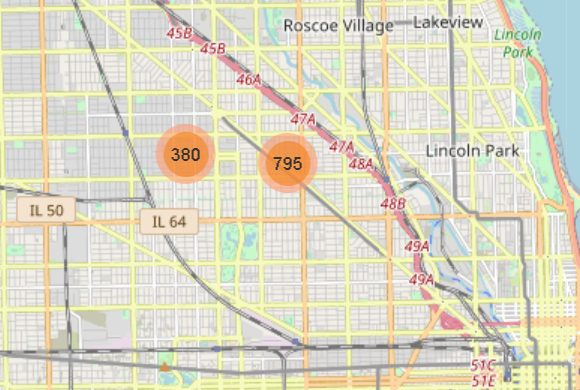 Roscoe Village
Lakeview
Lincoln
Park
45B
45B
46A
47A
47A
48A
380
795
Lincoln Park
48B
IL 50
IL 64
49A
49A
51C
51E